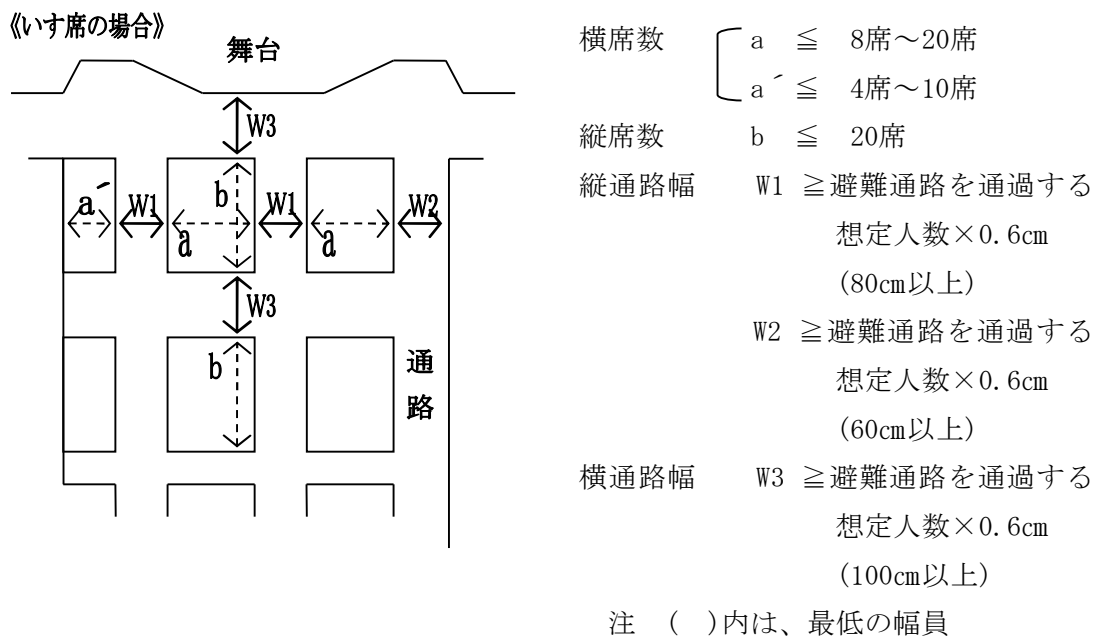 《いす席の場合》
舞台
W3
a´
W1
b
a
W1
a
W2
W3
b
通
路
横席数 a ≦ 8席～20席
a´≦ 4席～10席
縦席数 b ≦ 20席
縦通路幅 W1 ≧避難通路を通過する
想定人数×0.6㎝
(80㎝以上)
W2 ≧避難通路を通過する
想定人数×0.6㎝
(60㎝以上)
横通路幅 W3 ≧避難通路を通過する
想定人数×0.6㎝
(100㎝以上)
注 ( )内は、最低の幅員